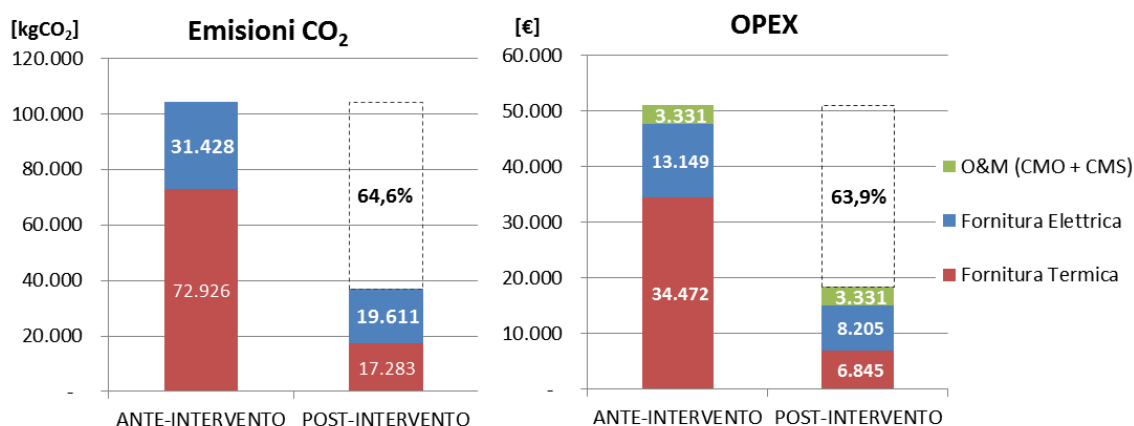 [kgCO₂]
Emisioni CO₂
120.000
100.000
80.000
60.000
40.000
20.000
-
31.428
72.926
64,6%
19.611
17.283
ANTE-INTERVENTO
POST-INTERVENTO
[€]
OPEX
60.000
50.000
40.000
30.000
20.000
10.000
-
3.331
13.149
34.472
63,9%
3.331
8.205
6.845
ANTE-INTERVENTO
POST-INTERVENTO
O&M (CMO + CMS)
Fornitura Elettrica
Fornitura Termica